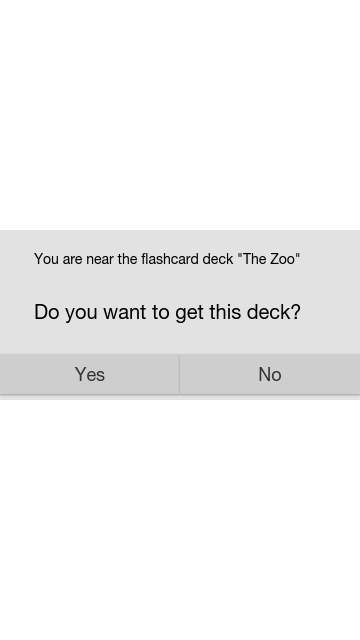 You are near the flashcard deck "The Zoo"
Do you want to get this deck?
Yes No